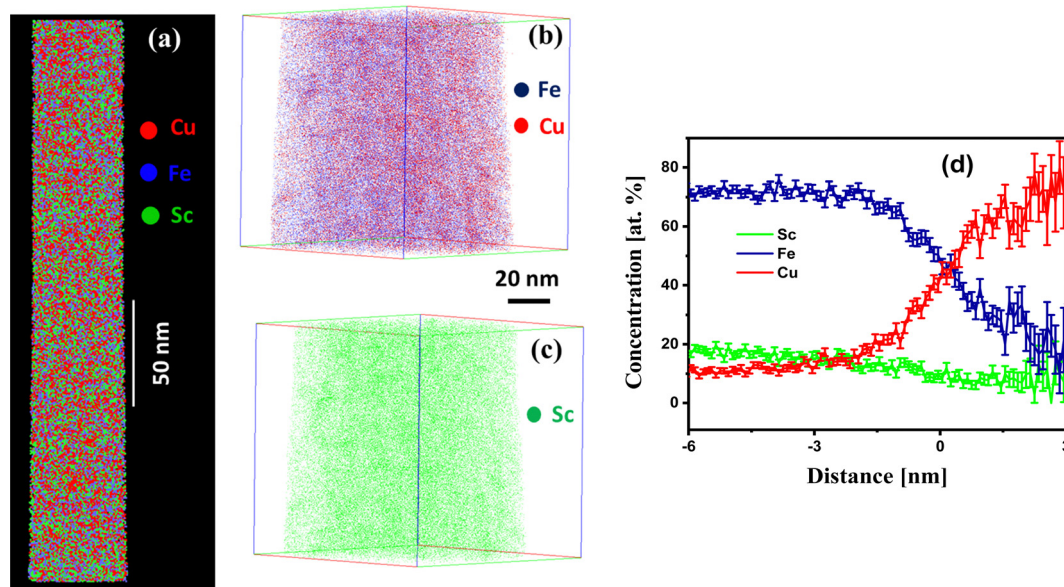 (a)
Cu
Fe
Sc
50 nm
(b)
Fe
Cu
20 nm
(c)
Sc
(d)
Concentration [at. %]
80
60
40
20
0
Sc
Fe
Cu
-6
-3
0
3
Distance [nm]